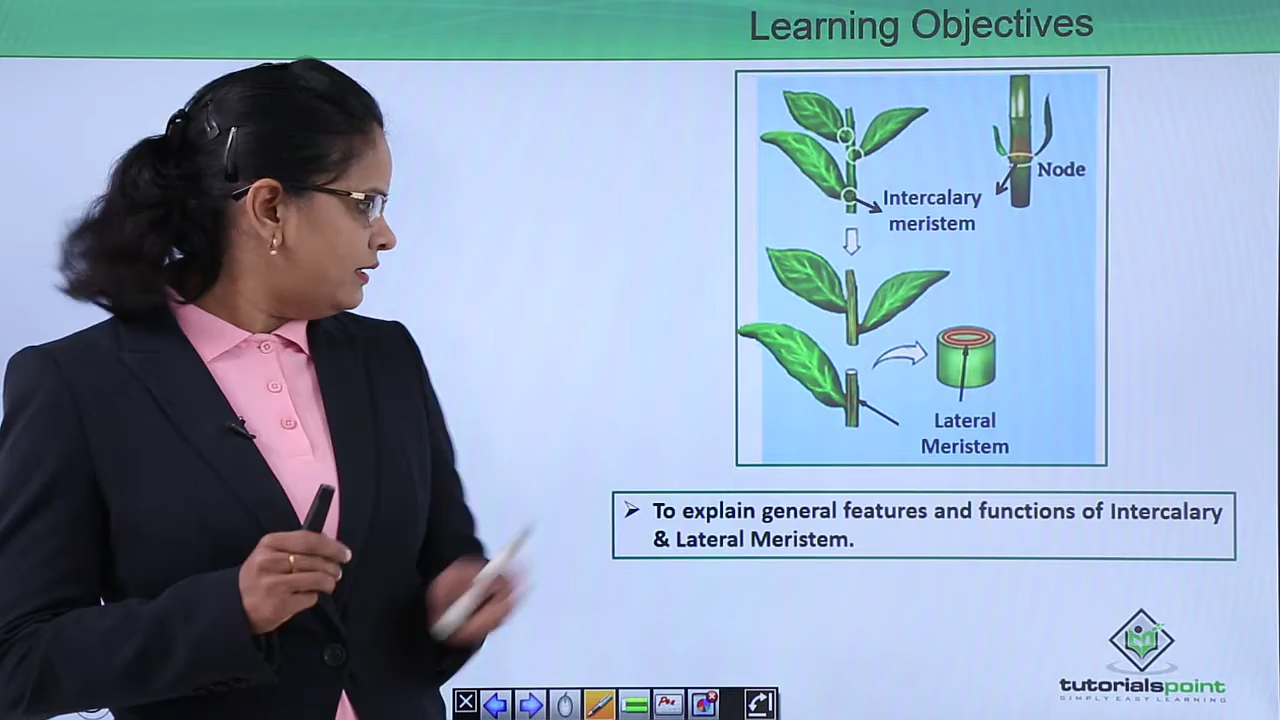 Learning Objectives
Node
Intercalary
meristem
Lateral
Meristem
➢ To explain general features and functions of Intercalary
& Lateral Meristem.
tutorialspoint
SIMPLY EASY LEARNING